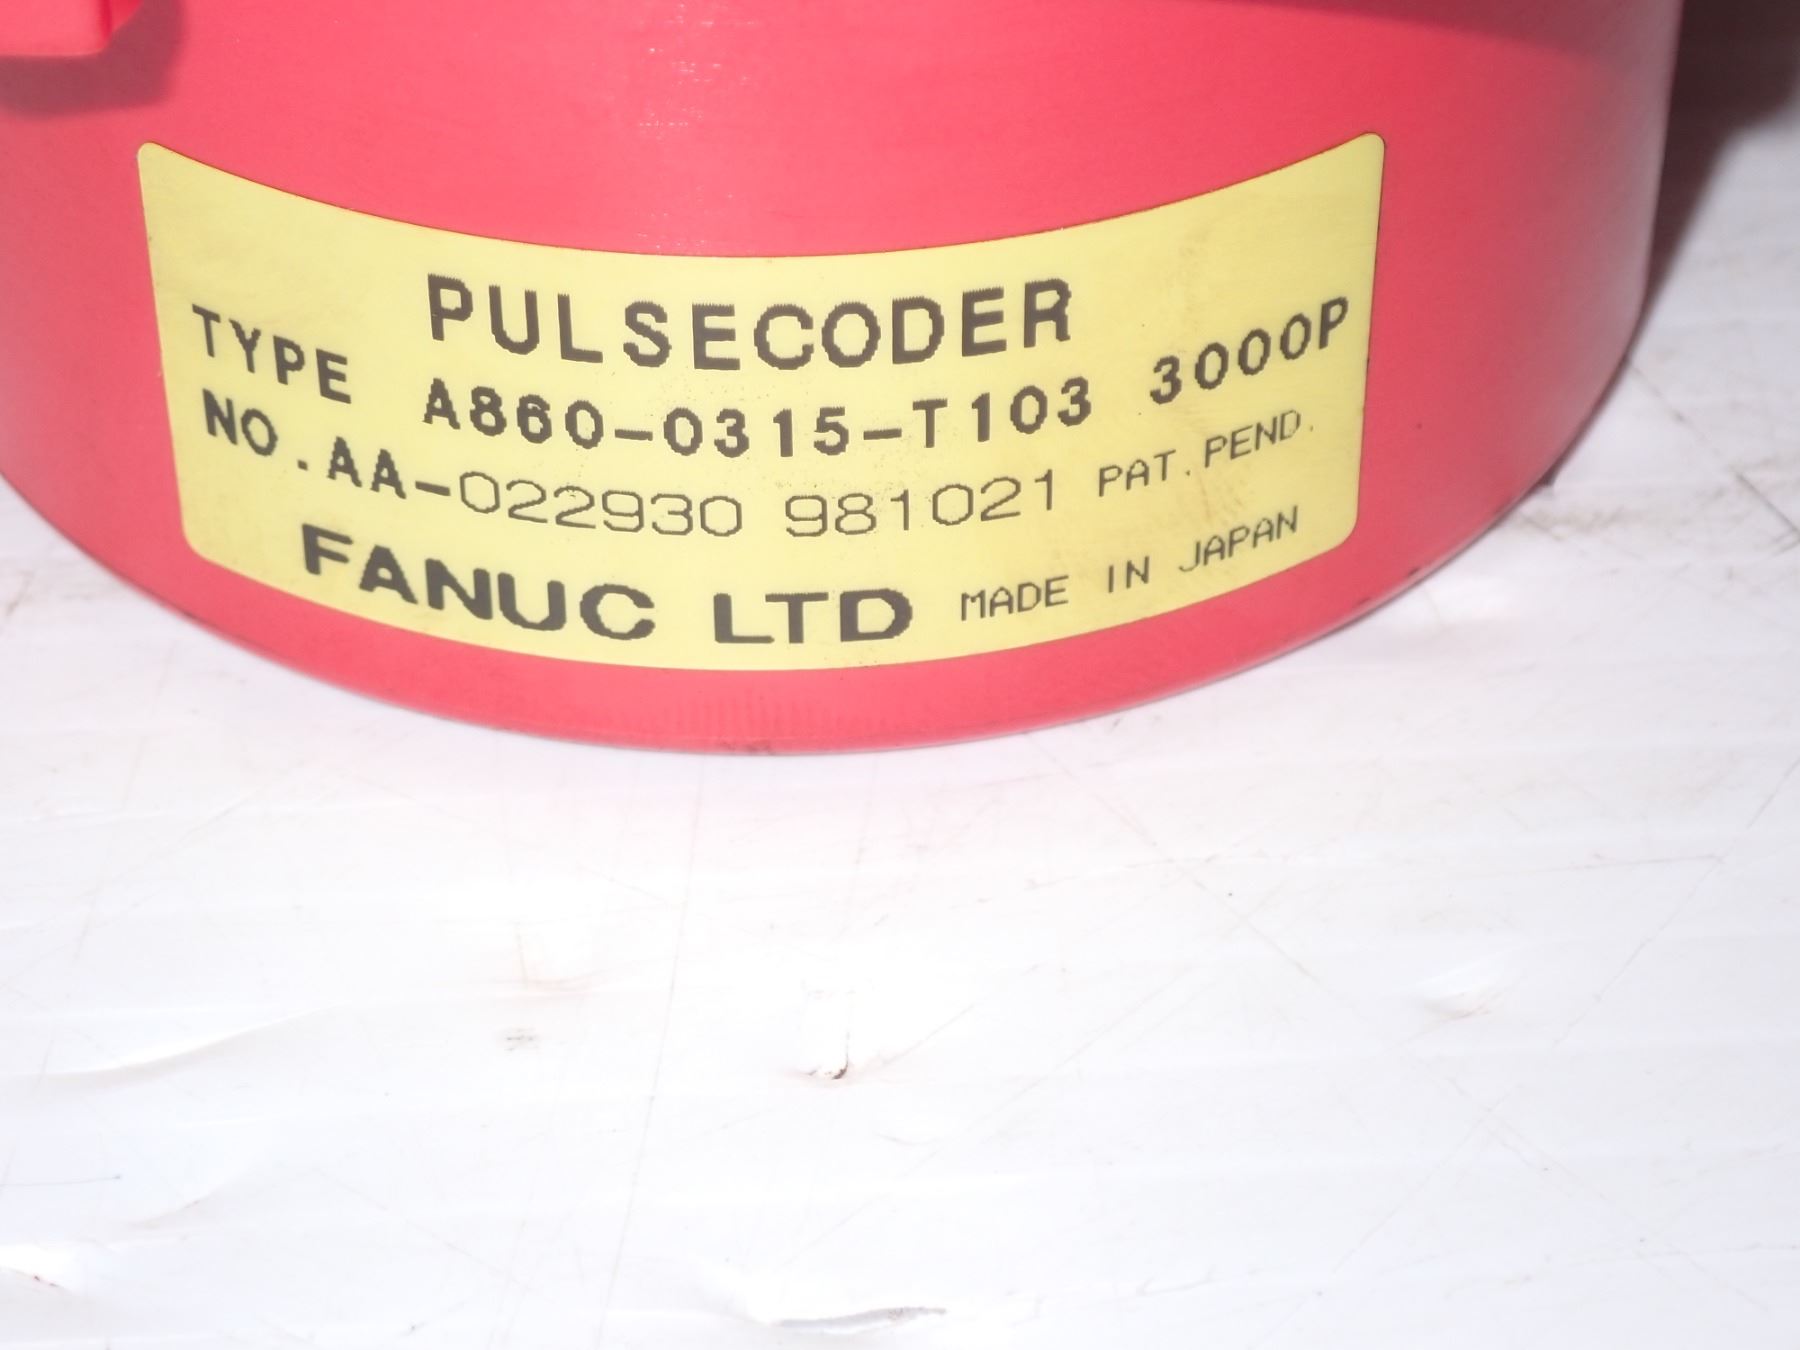 PULSECODER
TYPE A860-0315-T103 3000P
NO.AA-022930 981021 PAT.PEND.
FANUC LTD MADE IN JAPAN